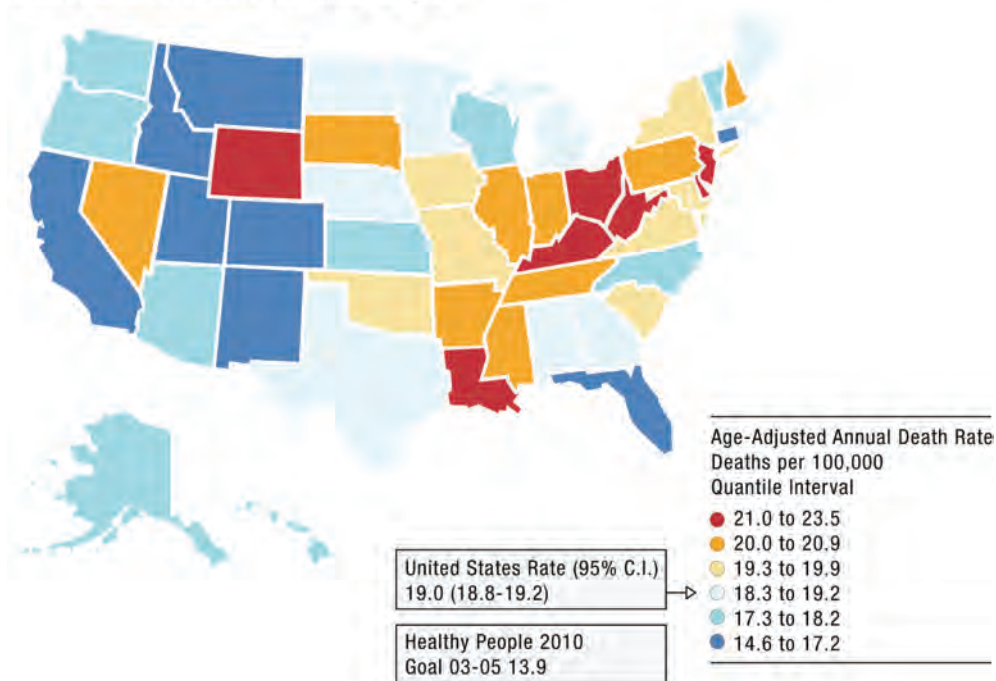 Age-Adjusted Annual Death Rate
Deaths per 100,000
Quantile Interval
21.0 to 23.5
20.0 to 20.9
19.3 to 19.9
18.3 to 19.2
17.3 to 18.2
14.6 to 17.2
United States Rate (95% C.I.)
19.0 (18.8-19.2)
Healthy People 2010
Goal 03-05 13.9